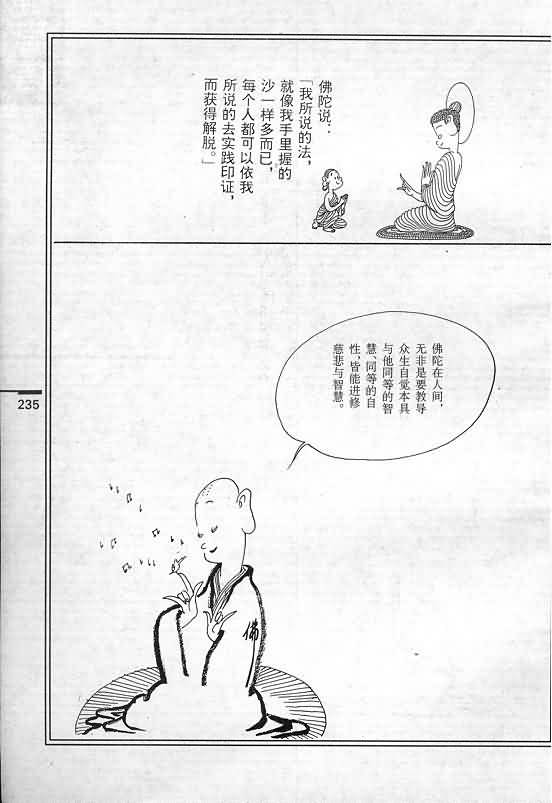 佛陀说：
「我所说的法，
就像我手里握的
沙一样多而已，
每个人都可以依我
所说的去实践印证，
而获得解脱。」
佛陀在人间，
无非是要教导
众生自觉本具
与他同等的智
慧、同等的自
性，皆能进修
慈悲与智慧。
235
佛